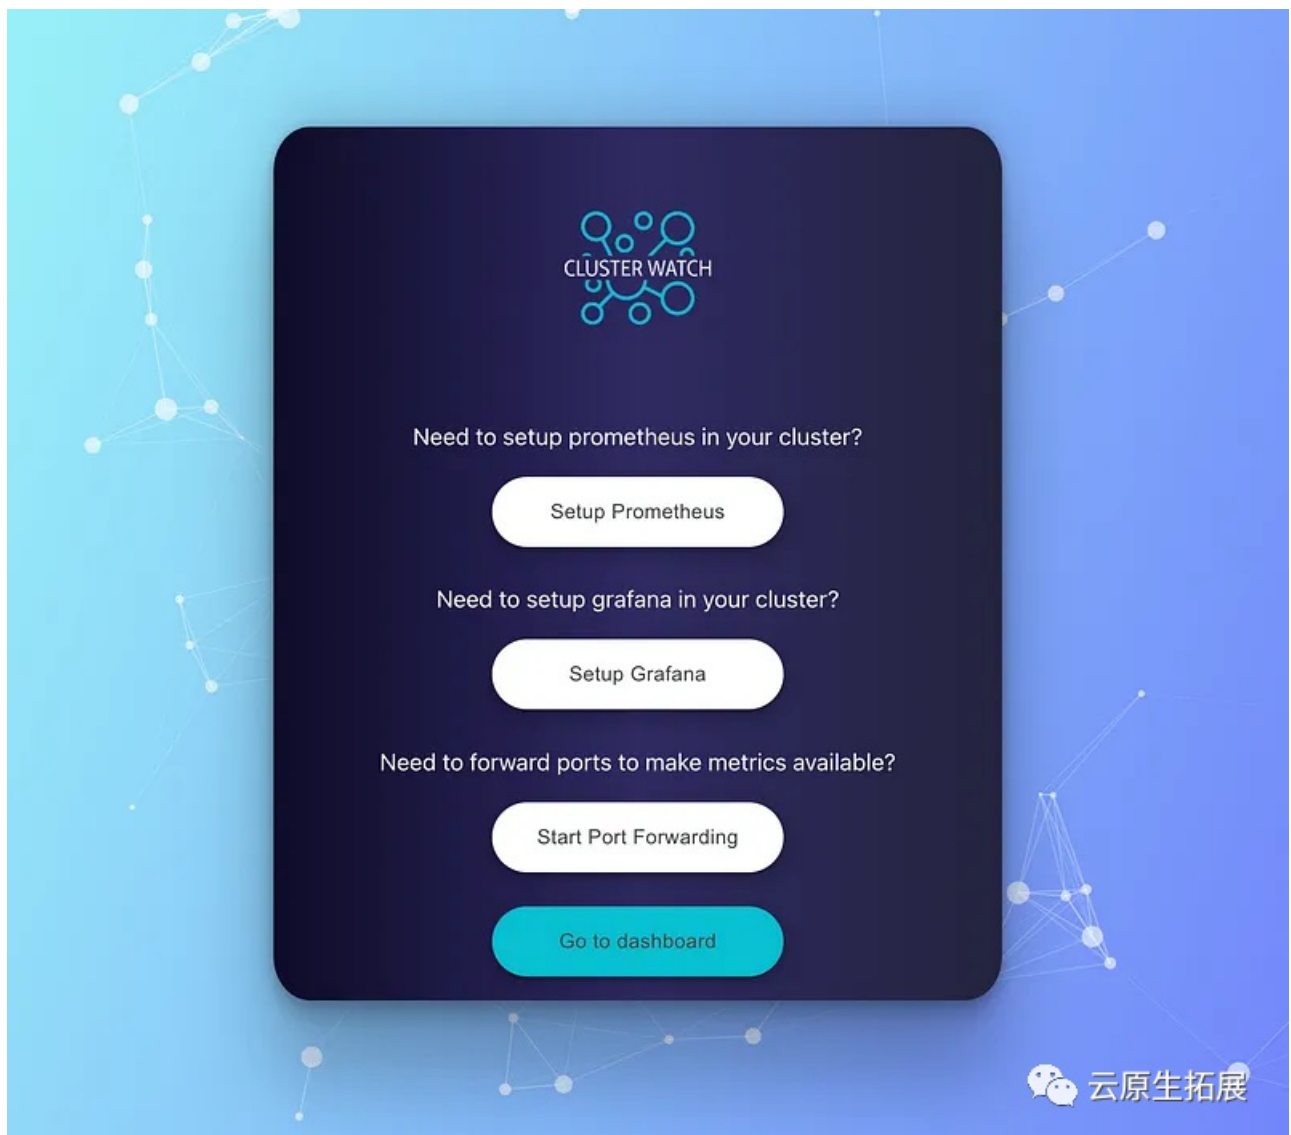 CLUSTER WATCH
Need to setup prometheus in your cluster?
Setup Prometheus
Need to setup grafana in your cluster?
Setup Grafana
Need to forward ports to make metrics available?
Start Port Forwarding
Go to dashboard
云原生拓展